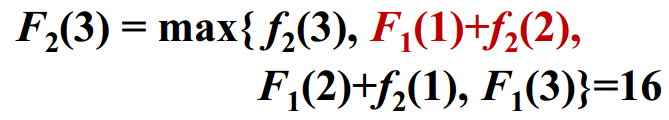 F₂(3) = max{ f₂(3), F₁(1)+f₂(2),
F₁(2)+f₂(1), F₁(3)}=16